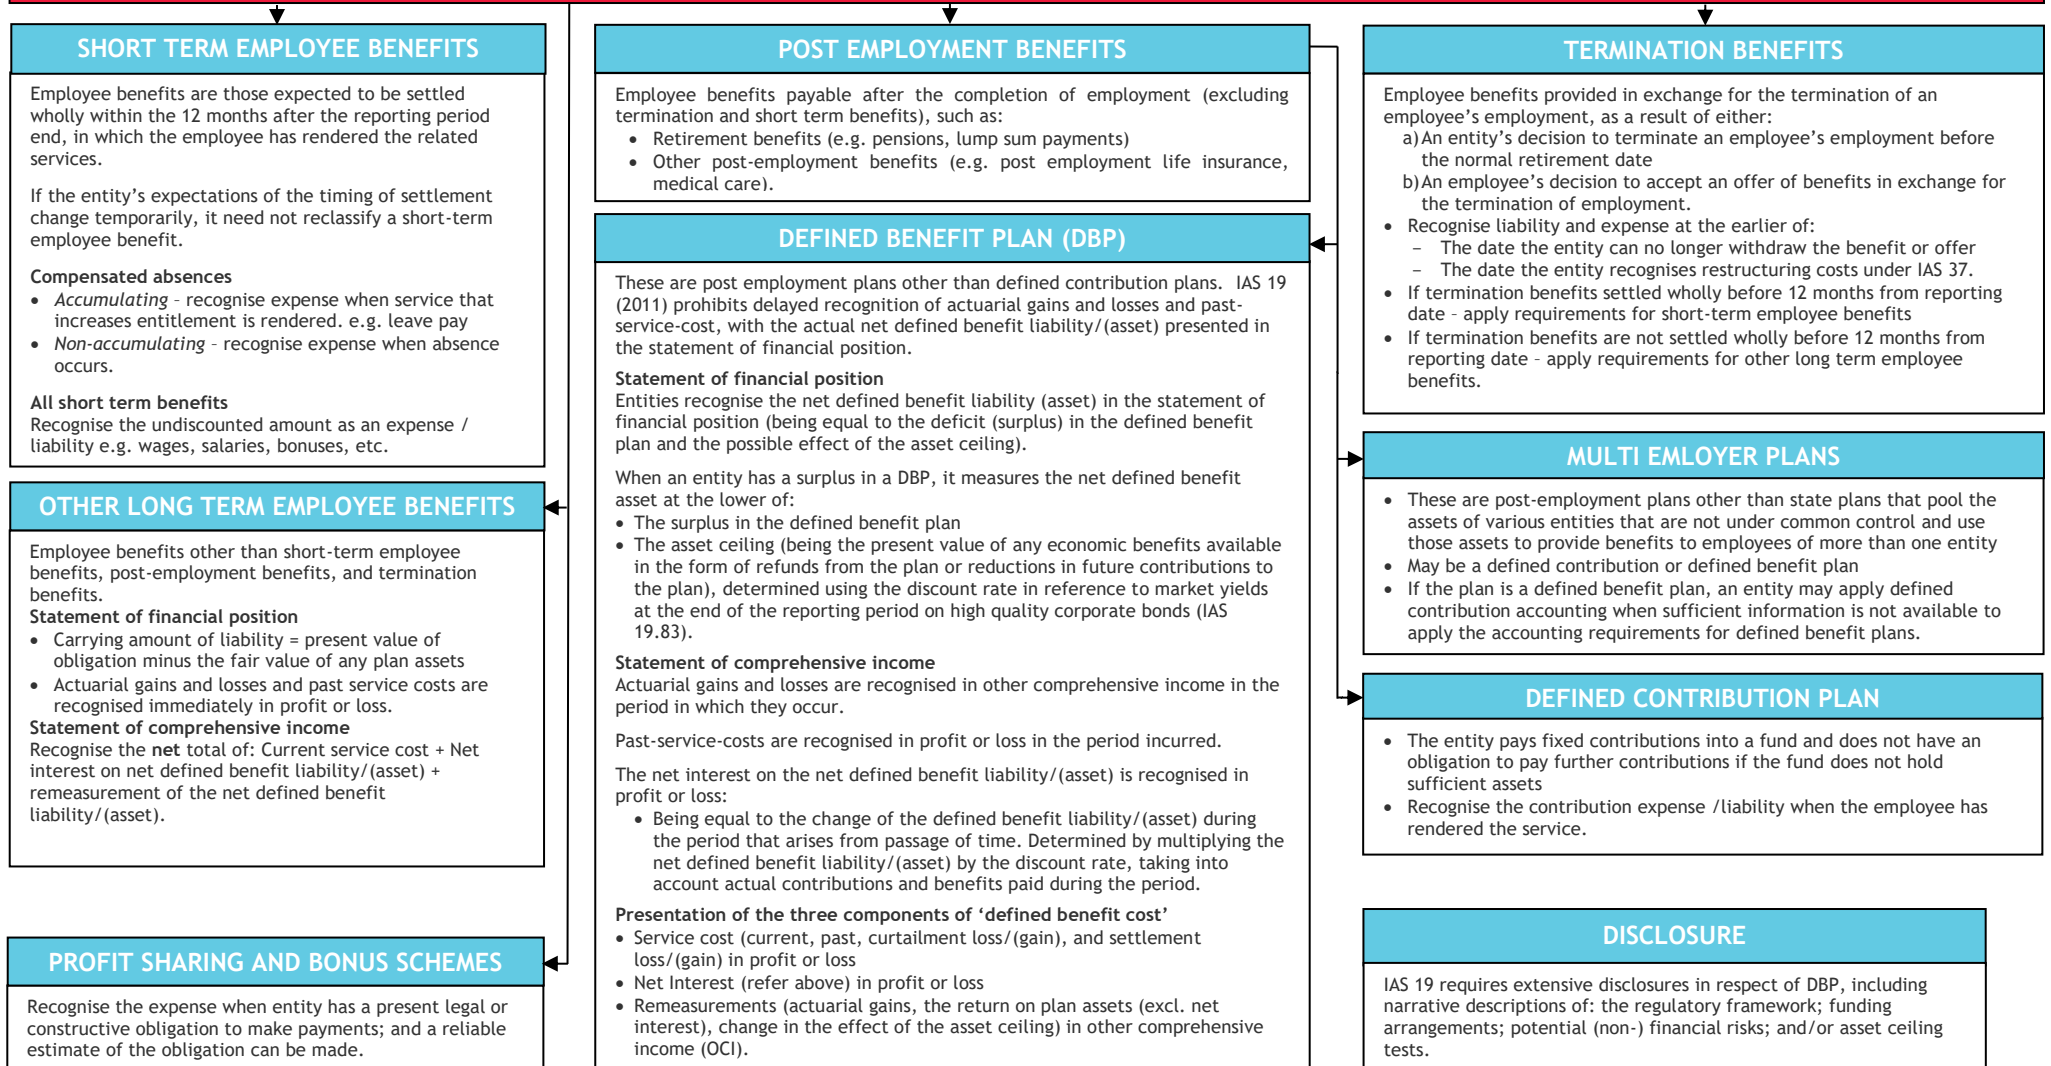 SHORT TERM EMPLOYEE BENEFITS
Employee benefits are those expected to be settled
wholly within the 12 months after the reporting period
end, in which the employee has rendered the related
services.
If the entity’s expectations of the timing of settlement
change temporarily, it need not reclassify a short-term
employee benefit.
Compensated absences
• Accumulating – recognise expense when service that
increases entitlement is rendered. e.g. leave pay
• Non-accumulating – recognise expense when absence
occurs.
All short term benefits
Recognise the undiscounted amount as an expense /
liability e.g. wages, salaries, bonuses, etc.
OTHER LONG TERM EMPLOYEE BENEFITS
Employee benefits other than short-term employee
benefits, post-employment benefits, and termination
benefits.
Statement of financial position
• Carrying amount of liability = present value of
obligation minus the fair value of any plan assets
• Actuarial gains and losses and past service costs are
recognised immediately in profit or loss.
Statement of comprehensive income
Recognise the net total of: Current service cost + Net
interest on net defined benefit liability/(asset) +
remeasurement of the net defined benefit
liability/(asset).
PROFIT SHARING AND BONUS SCHEMES
Recognise the expense when entity has a present legal or
constructive obligation to make payments; and a reliable
estimate of the obligation can be made.
POST EMPLOYMENT BENEFITS
Employee benefits payable after the completion of employment (excluding
termination and short term benefits), such as:
• Retirement benefits (e.g. pensions, lump sum payments)
• Other post-employment benefits (e.g. post employment life insurance,
medical care).
DEFINED BENEFIT PLAN (DBP)
These are post employment plans other than defined contribution plans. IAS 19
(2011) prohibits delayed recognition of actuarial gains and losses and past-
service-cost, with the actual net defined benefit liability/(asset) presented in
the statement of financial position.
Statement of financial position
Entities recognise the net defined benefit liability (asset) in the statement of
financial position (being equal to the deficit (surplus) in the defined benefit
plan and the possible effect of the asset ceiling).
When an entity has a surplus in a DBP, it measures the net defined benefit
asset at the lower of:
• The surplus in the defined benefit plan
• The asset ceiling (being the present value of any economic benefits available
in the form of refunds from the plan or reductions in future contributions to
the plan), determined using the discount rate in reference to market yields
at the end of the reporting period on high quality corporate bonds (IAS
19.83).
Statement of comprehensive income
Actuarial gains and losses are recognised in other comprehensive income in the
period in which they occur.
Past-service-costs are recognised in profit or loss in the period incurred.
The net interest on the net defined benefit liability/(asset) is recognised in
profit or loss:
• Being equal to the change of the defined benefit liability/(asset) during
the period that arises from passage of time. Determined by multiplying the
net defined benefit liability/(asset) by the discount rate, taking into
account actual contributions and benefits paid during the period.
Presentation of the three components of ‘defined benefit cost’
• Service cost (current, past, curtailment loss/(gain), and settlement
loss/(gain) in profit or loss
• Net Interest (refer above) in profit or loss
• Remeasurements (actuarial gains, the return on plan assets (excl. net
interest), change in the effect of the asset ceiling) in other comprehensive
income (OCI).
TERMINATION BENEFITS
Employee benefits provided in exchange for the termination of an
employee’s employment, as a result of either:
a) An entity’s decision to terminate an employee’s employment before
the normal retirement date
b) An employee’s decision to accept an offer of benefits in exchange for
the termination of employment.
• Recognise liability and expense at the earlier of:
– The date the entity can no longer withdraw the benefit or offer
– The date the entity recognises restructuring costs under IAS 37.
• If termination benefits settled wholly before 12 months from reporting
date – apply requirements for short-term employee benefits
• If termination benefits are not settled wholly before 12 months from
reporting date – apply requirements for other long term employee
benefits.
MULTI EMLOYER PLANS
• These are post-employment plans other than state plans that pool the
assets of various entities that are not under common control and use
those assets to provide benefits to employees of more than one entity
• May be a defined contribution or defined benefit plan
• If the plan is a defined benefit plan, an entity may apply defined
contribution accounting when sufficient information is not available to
apply the accounting requirements for defined benefit plans.
DEFINED CONTRIBUTION PLAN
• The entity pays fixed contributions into a fund and does not have an
obligation to pay further contributions if the fund does not hold
sufficient assets
• Recognise the contribution expense /liability when the employee has
rendered the service.
DISCLOSURE
IAS 19 requires extensive disclosures in respect of DBP, including
narrative descriptions of: the regulatory framework; funding
arrangements; potential (non-) financial risks; and/or asset ceiling
tests.